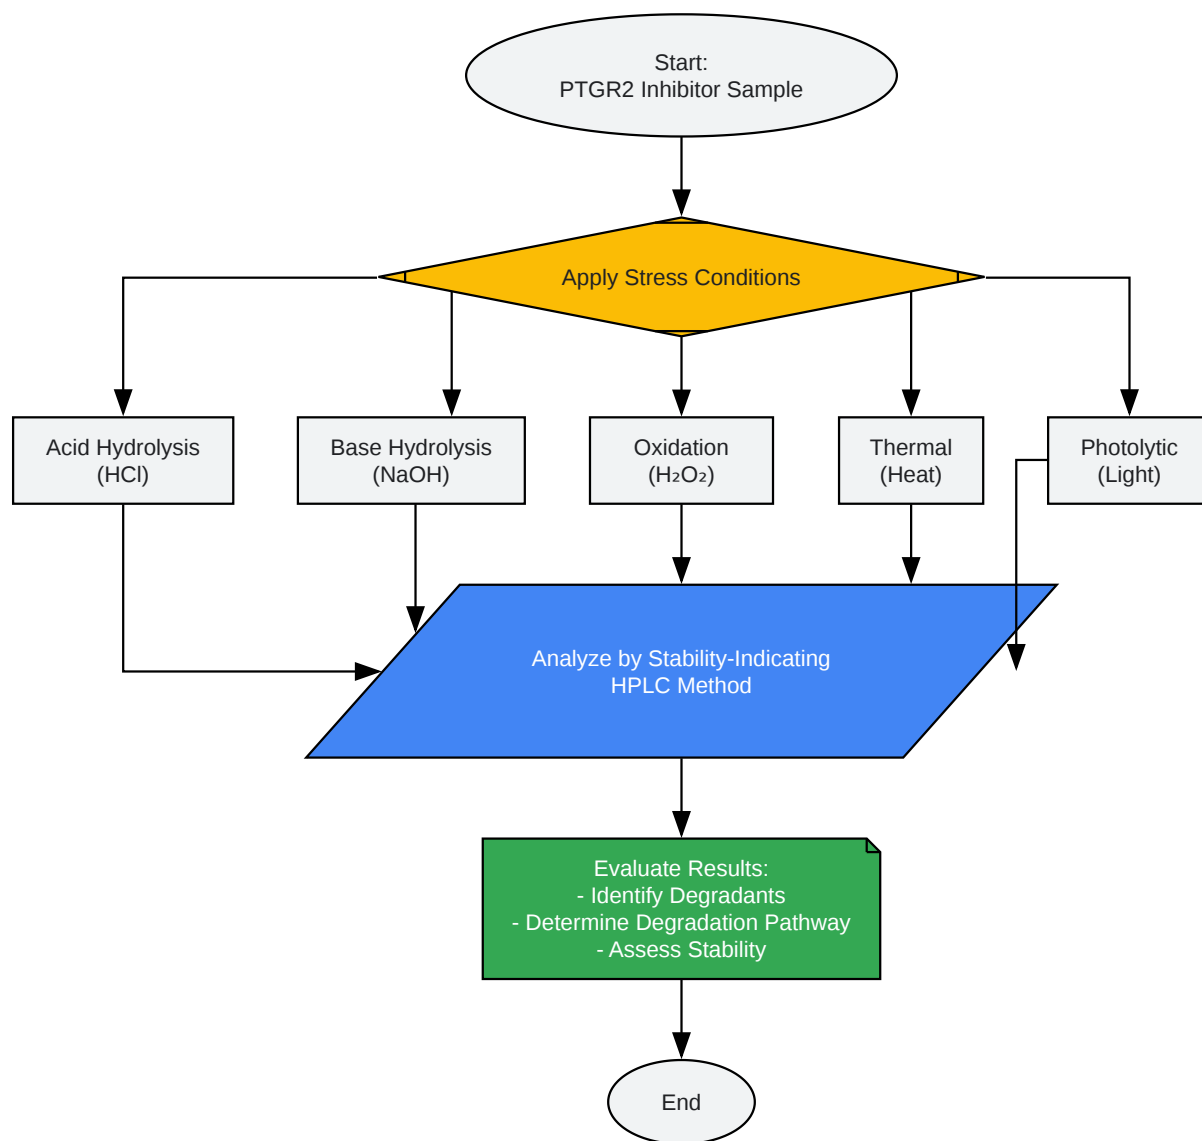 Start:
PTGR2 Inhibitor Sample
Apply Stress Conditions
Acid Hydrolysis
(HCl)
Base Hydrolysis
(NaOH)
Oxidation
(H₂O₂)
Thermal
(Heat)
Photolytic
(Light)
Analyze by Stability-Indicating
HPLC Method
Evaluate Results:
- Identify Degradants
- Determine Degradation Pathway
- Assess Stability
End